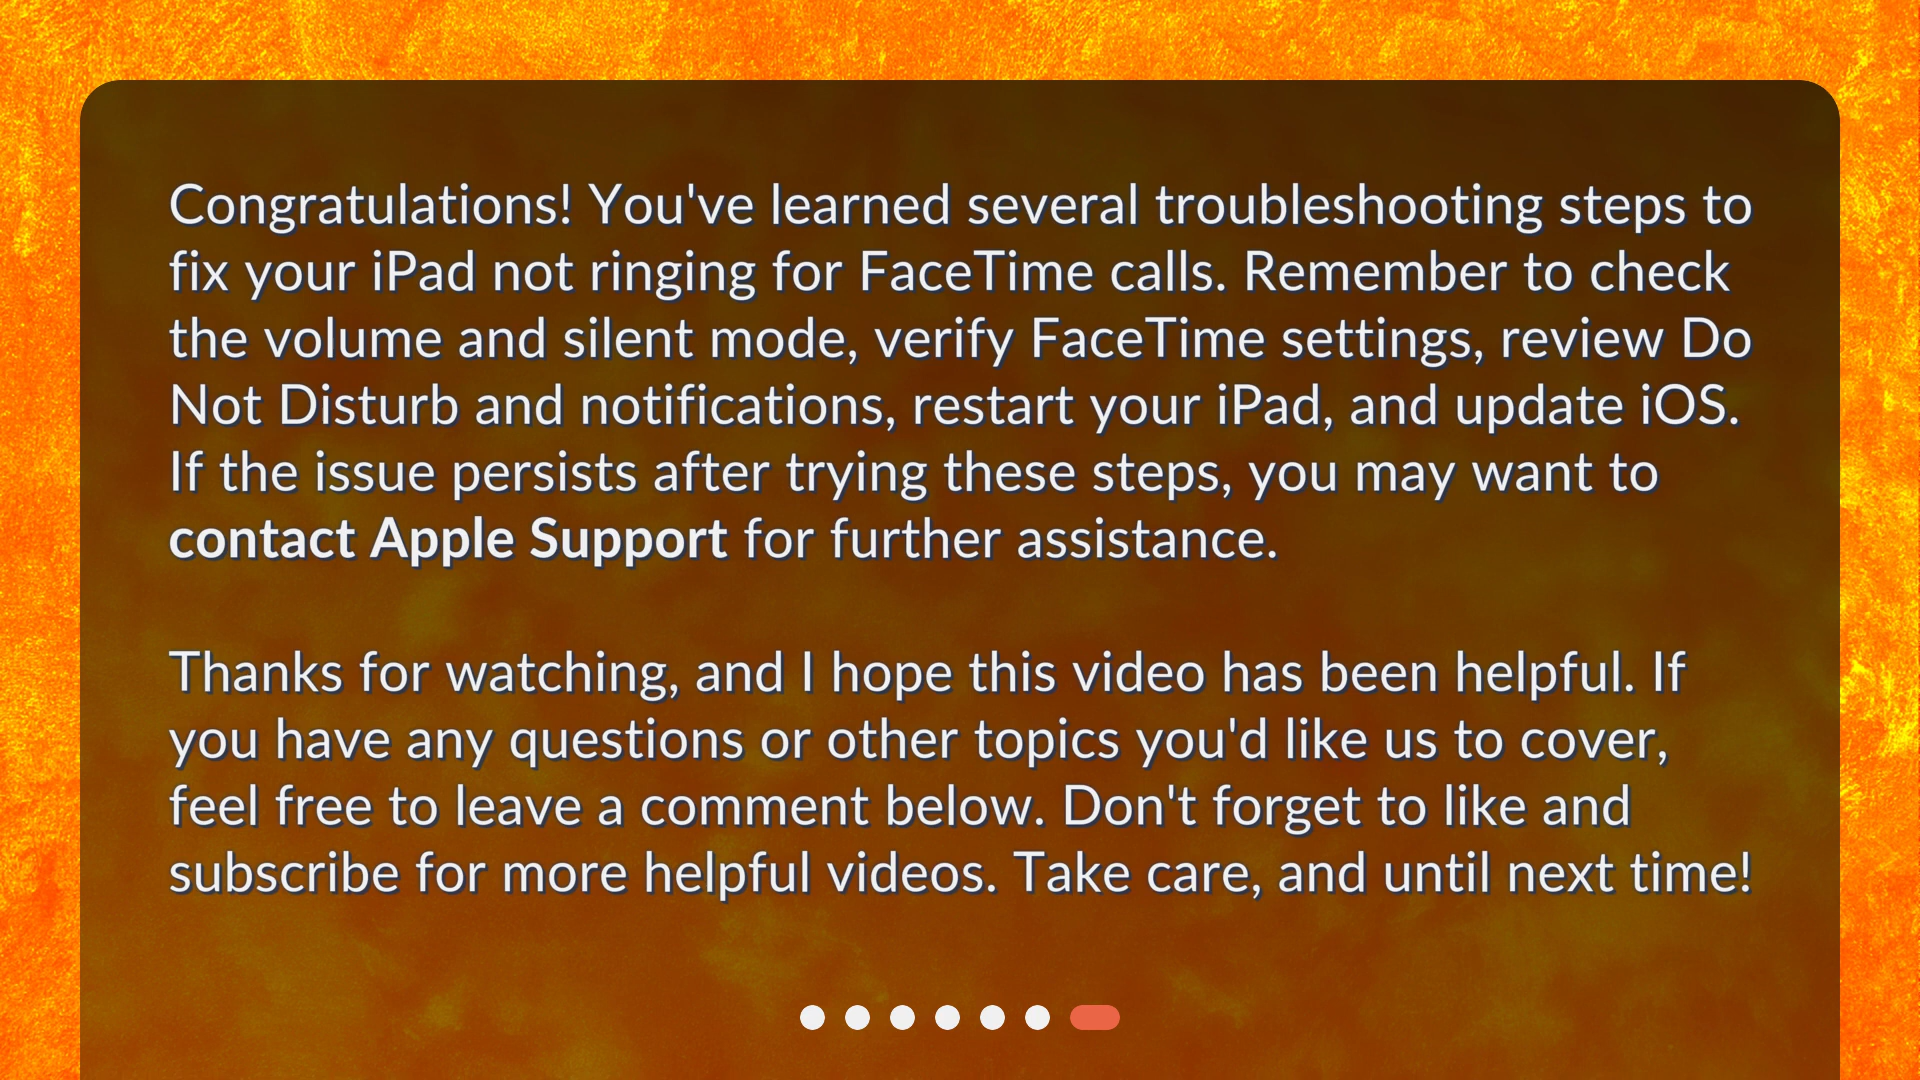 Congratulations! You've learned several troubleshooting steps to
fix your iPad not ringing for FaceTime calls. Remember to check
the volume and silent mode, verify FaceTime settings, review Do
Not Disturb and notifications, restart your iPad, and update iOS.
If the issue persists after trying these steps, you may want to
contact Apple Support for further assistance.
Thanks for watching, and I hope this video has been helpful. If
you have any questions or other topics you'd like us to cover,
feel free to leave a comment below. Don't forget to like and
subscribe for more helpful videos. Take care, and until next time!